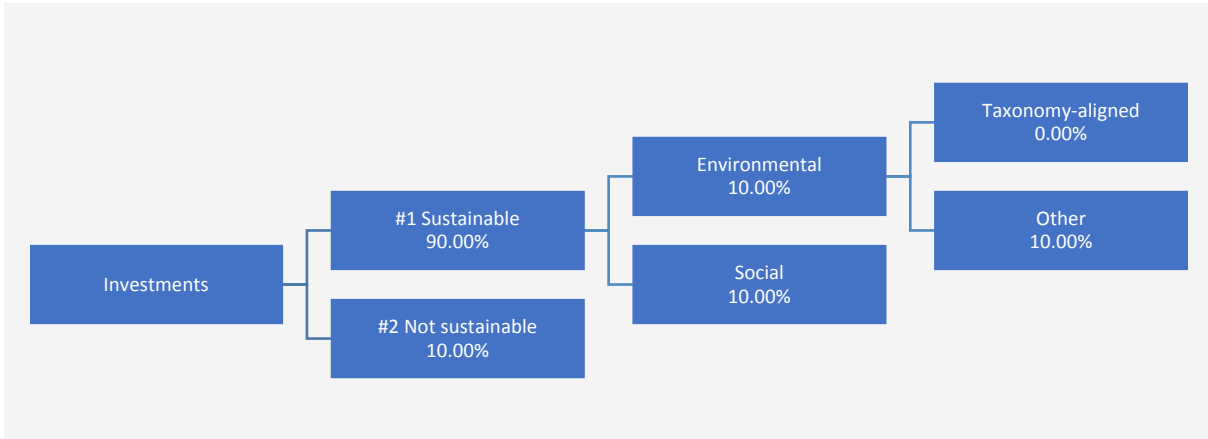 Investments
#1 Sustainable
90.00%
#2 Not sustainable
10.00%
Environmental
10.00%
Social
10.00%
Taxonomy-aligned
0.00%
Other
10.00%